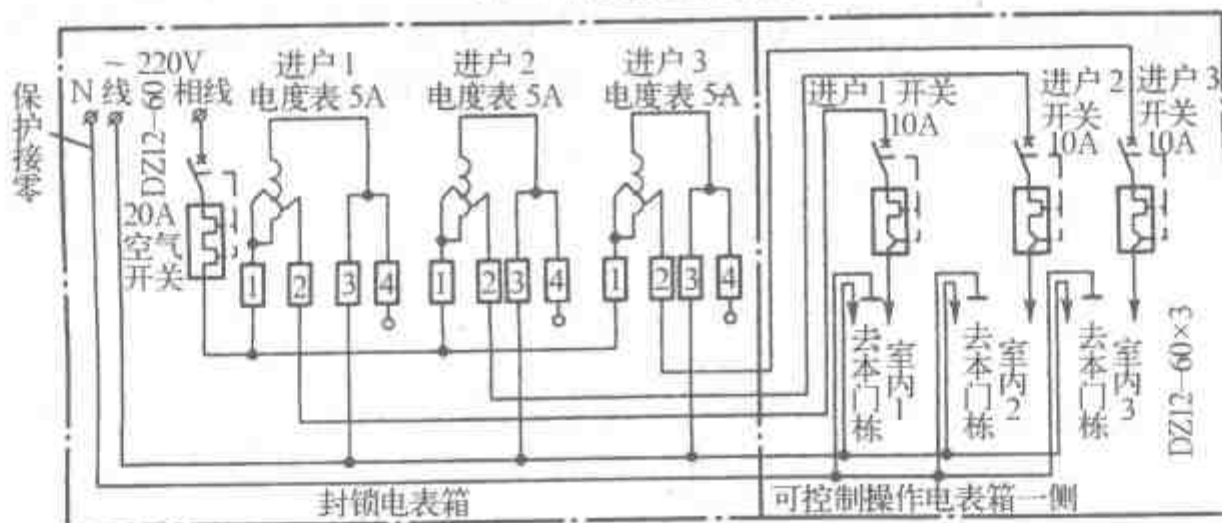 保护接零
N 线
~ 220V
相线
DZ12-60
20A
空气
开关
进户1
电度表 5A
进户2
电度表 5A
进户3
电度表 5A
进户 1 开关
10A
进户 2
开关
10A
进户 3
开关
10A
1
2
3
4
1
2
3
4
1
2
3
4
去本门栋
室内1
去本门栋
室内2
去本门栋
室内3
DZ12-60×3
封锁电表箱
可控制操作电表箱一侧